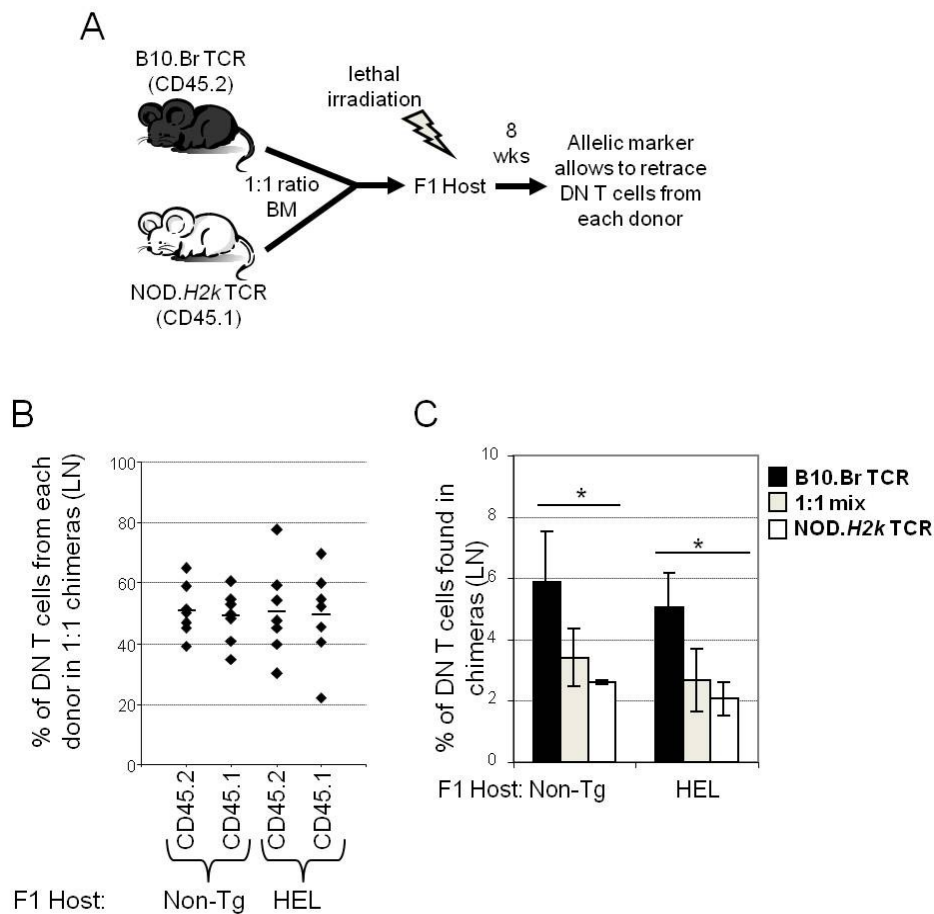 A
B10.Br TCR
(CD45.2)
lethal
irradiation
8
wks
1:1 ratio
BM
F1 Host
Allelic marker
allows to retrace
DN T cells from
each donor
NOD.H2k TCR
(CD45.1)
B
% of DN T cells from each
donor in 1:1 chimeras (LN)
100
80
60
40
20
0
CD45.2
CD45.1
CD45.2
CD45.1
F1 Host: Non-Tg HEL
C
% of DN T cells found in
chimeras (LN)
10
8
6
4
2
0
*
*
B10.Br TCR
1:1 mix
NOD.H2k TCR
F1 Host: Non-Tg HEL